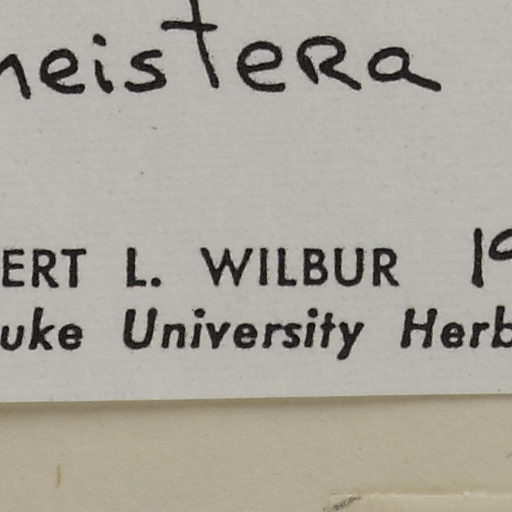 neisteRa
ERT L. WILBUR 19
uke University Herb